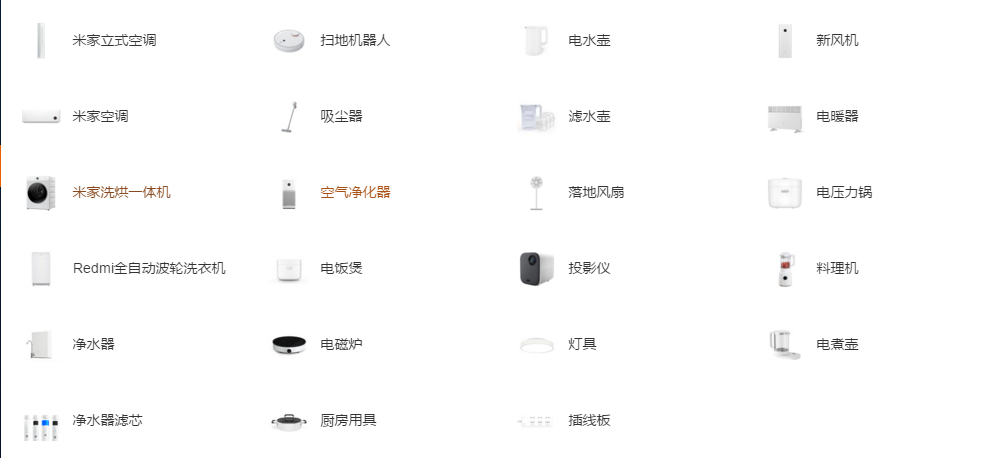 米家立式空调
扫地机器人
电水壶
新风机
米家空调
吸尘器
滤水壶
电暖器
米家洗烘一体机
空气净化器
落地风扇
电压力锅
Redmi全自动波轮洗衣机
电饭煲
投影仪
料理机
净水器
电磁炉
灯具
电煮壶
净水器滤芯
厨房用具
插线板